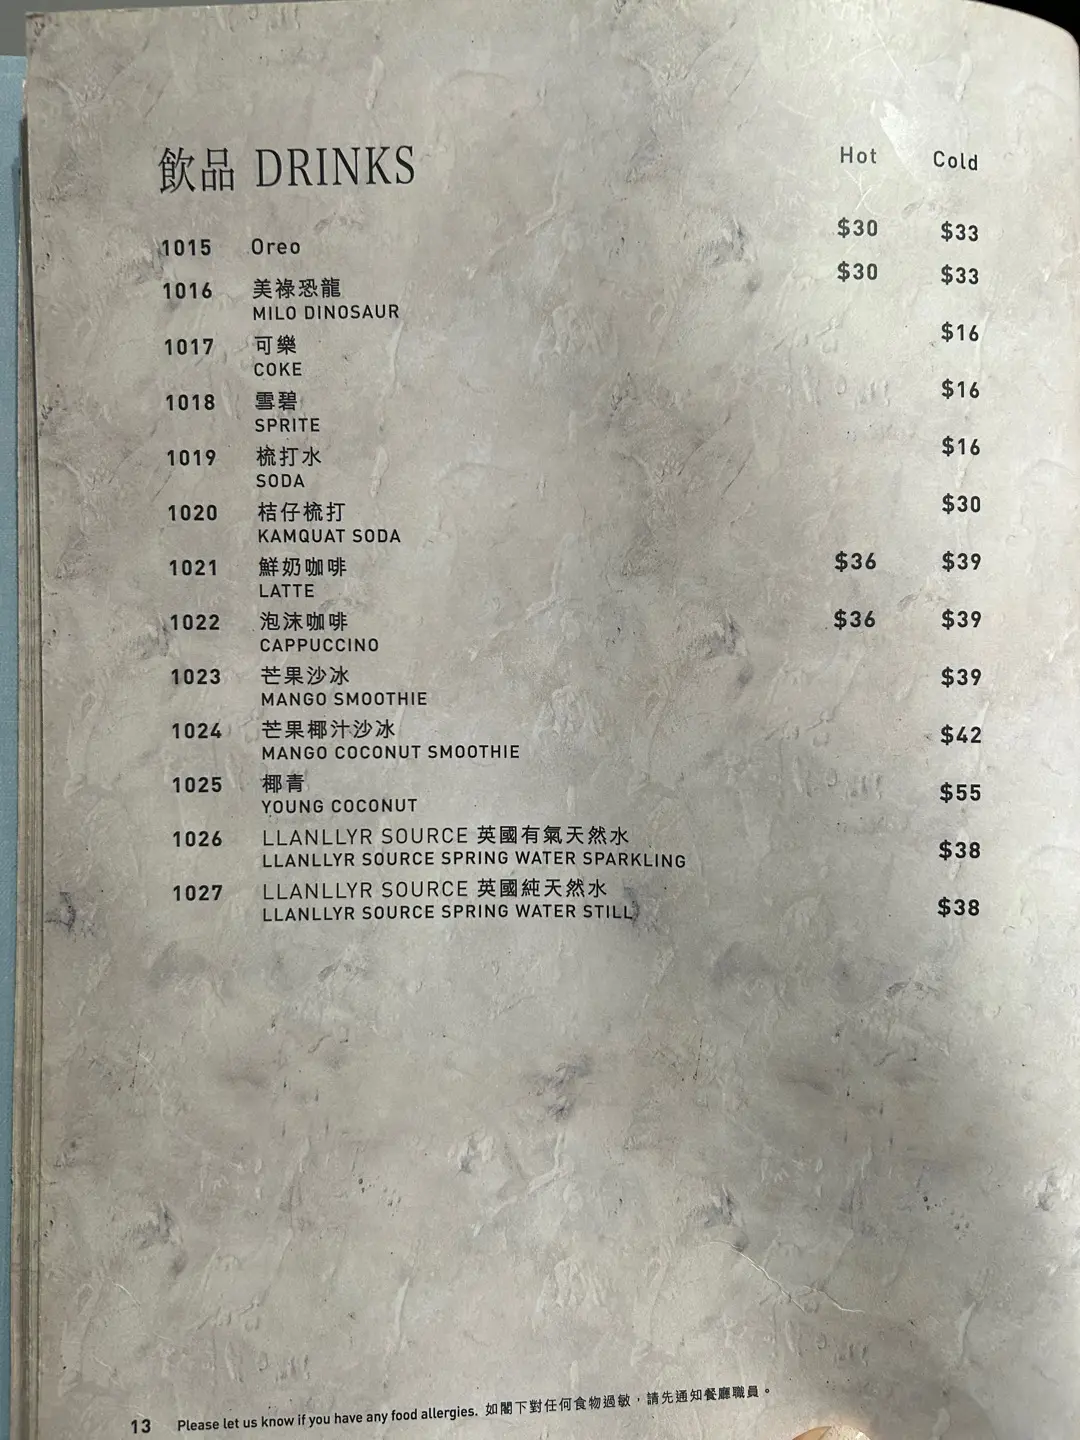 飲品 DRINKS Hot Cold
1015 Oreo $30 $33
1016 美祿恐龍 $30 $33
MILO DINOSAUR
1017 可樂 $16
COKE
1018 雪碧 $16
SPRITE
1019 梳打水 $16
SODA
1020 桔仔梳打 $30
KAMQUAT SODA
1021 鮮奶咖啡 $36 $39
LATTE
1022 泡沫咖啡 $36 $39
CAPPUCCINO
1023 芒果沙冰 $39
MANGO SMOOTHIE
1024 芒果椰汁沙冰 $42
MANGO COCONUT SMOOTHIE
1025 椰青 $55
YOUNG COCONUT
1026 LLANLLYR SOURCE 英國有氣天然水 $38
LLANLLYR SOURCE SPRING WATER SPARKLING
1027 LLANLLYR SOURCE 英國純天然水 $38
LLANLLYR SOURCE SPRING WATER STILL
13 Please let us know if you have any food allergies. 如閣下對任何食物過敏，請先通知餐廳職員。